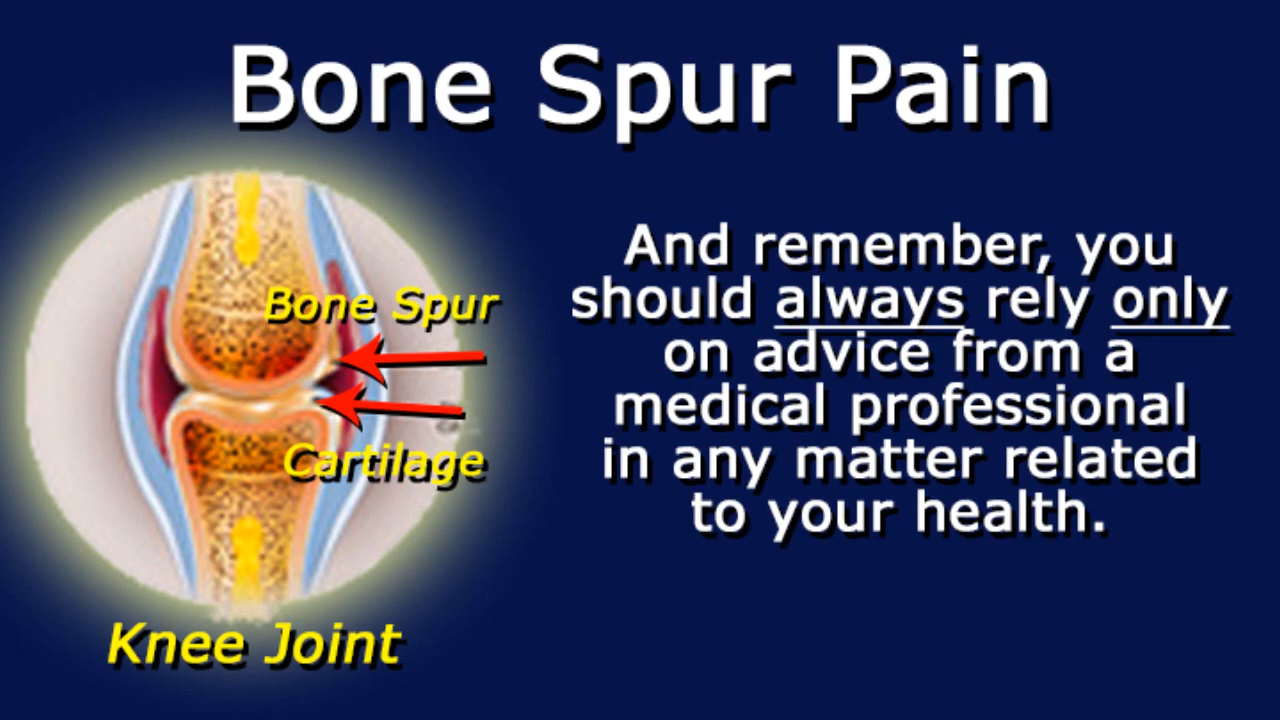 Bone Spur Pain
Bone Spur
Cartilage
Knee Joint
And remember, you
should always rely only
on advice from a
medical professional
in any matter related
to your health.